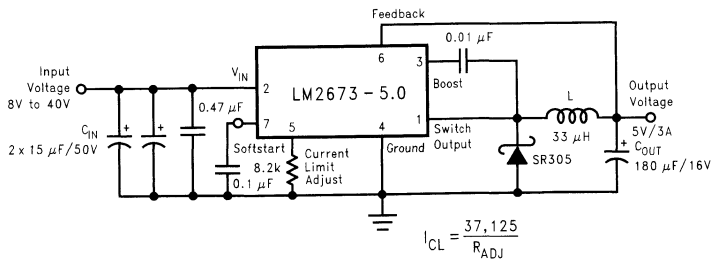 Feedback
0.01 μF
6
3
Input
Voltage
8V to 40V
V_IN
2
LM2673 – 5.0
Boost
L
Output
Voltage
0.47 μF
7
5
4
1
Switch
Output
33 μH
5V/3A
C_IN
+
+
2 x 15 μF/50V
Softstart
8.2k
0.1 μF
Current
Limit
Adjust
Ground
SR305
+
C_OUT
180 μF/16V
I_CL = 37,125 / R_ADJ